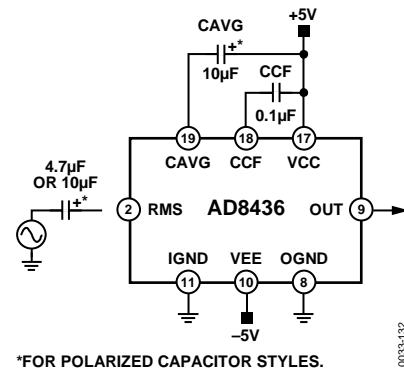 CAVG
+5V
+*
10µF
CCF
0.1µF
19
18
17
CAVG
CCF
VCC
4.7µF
OR 10µF
+*
2
RMS
AD8436
OUT
9
IGND
VEE
OGND
11
10
8
–5V
*FOR POLARIZED CAPACITOR STYLES.
0033-132